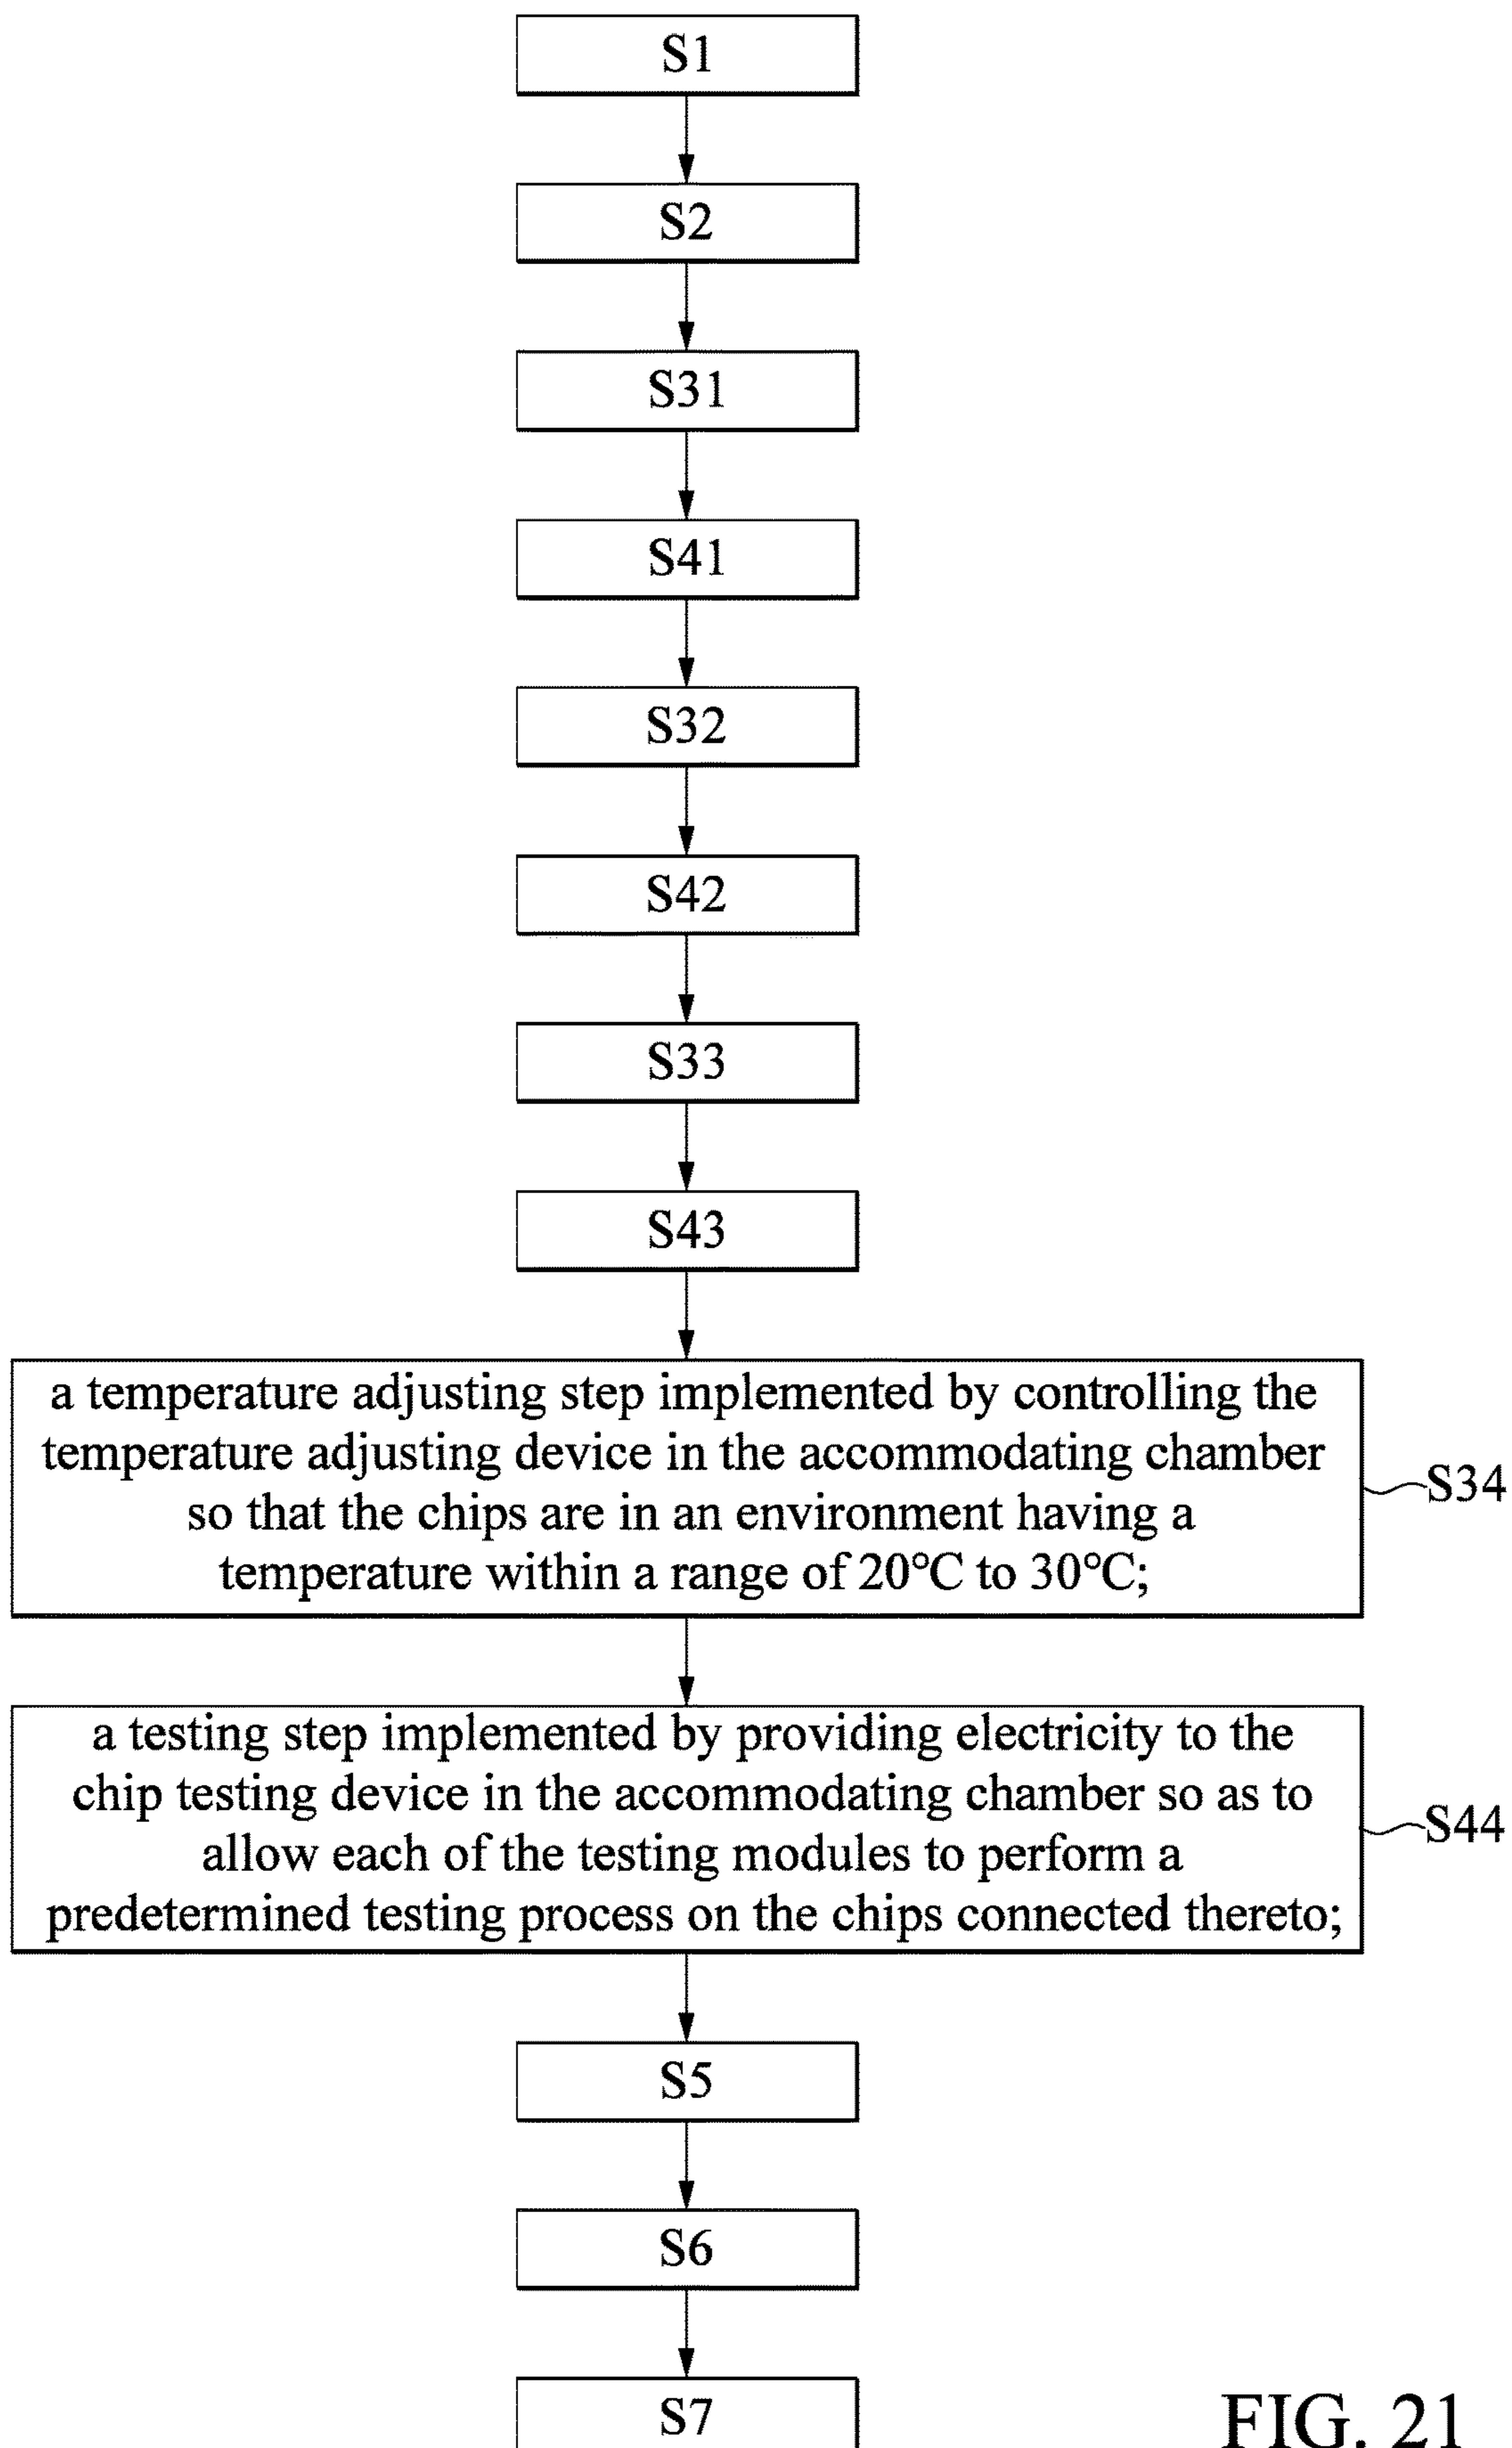 S1
S2
S31
S41
S32
S42
S33
S43
a temperature adjusting step implemented by controlling the
temperature adjusting device in the accommodating chamber
so that the chips are in an environment having a
temperature within a range of 20°C to 30°C;
S34
a testing step implemented by providing electricity to the
chip testing device in the accommodating chamber so as to
allow each of the testing modules to perform a
predetermined testing process on the chips connected thereto;
S44
S5
S6
S7
FIG. 21